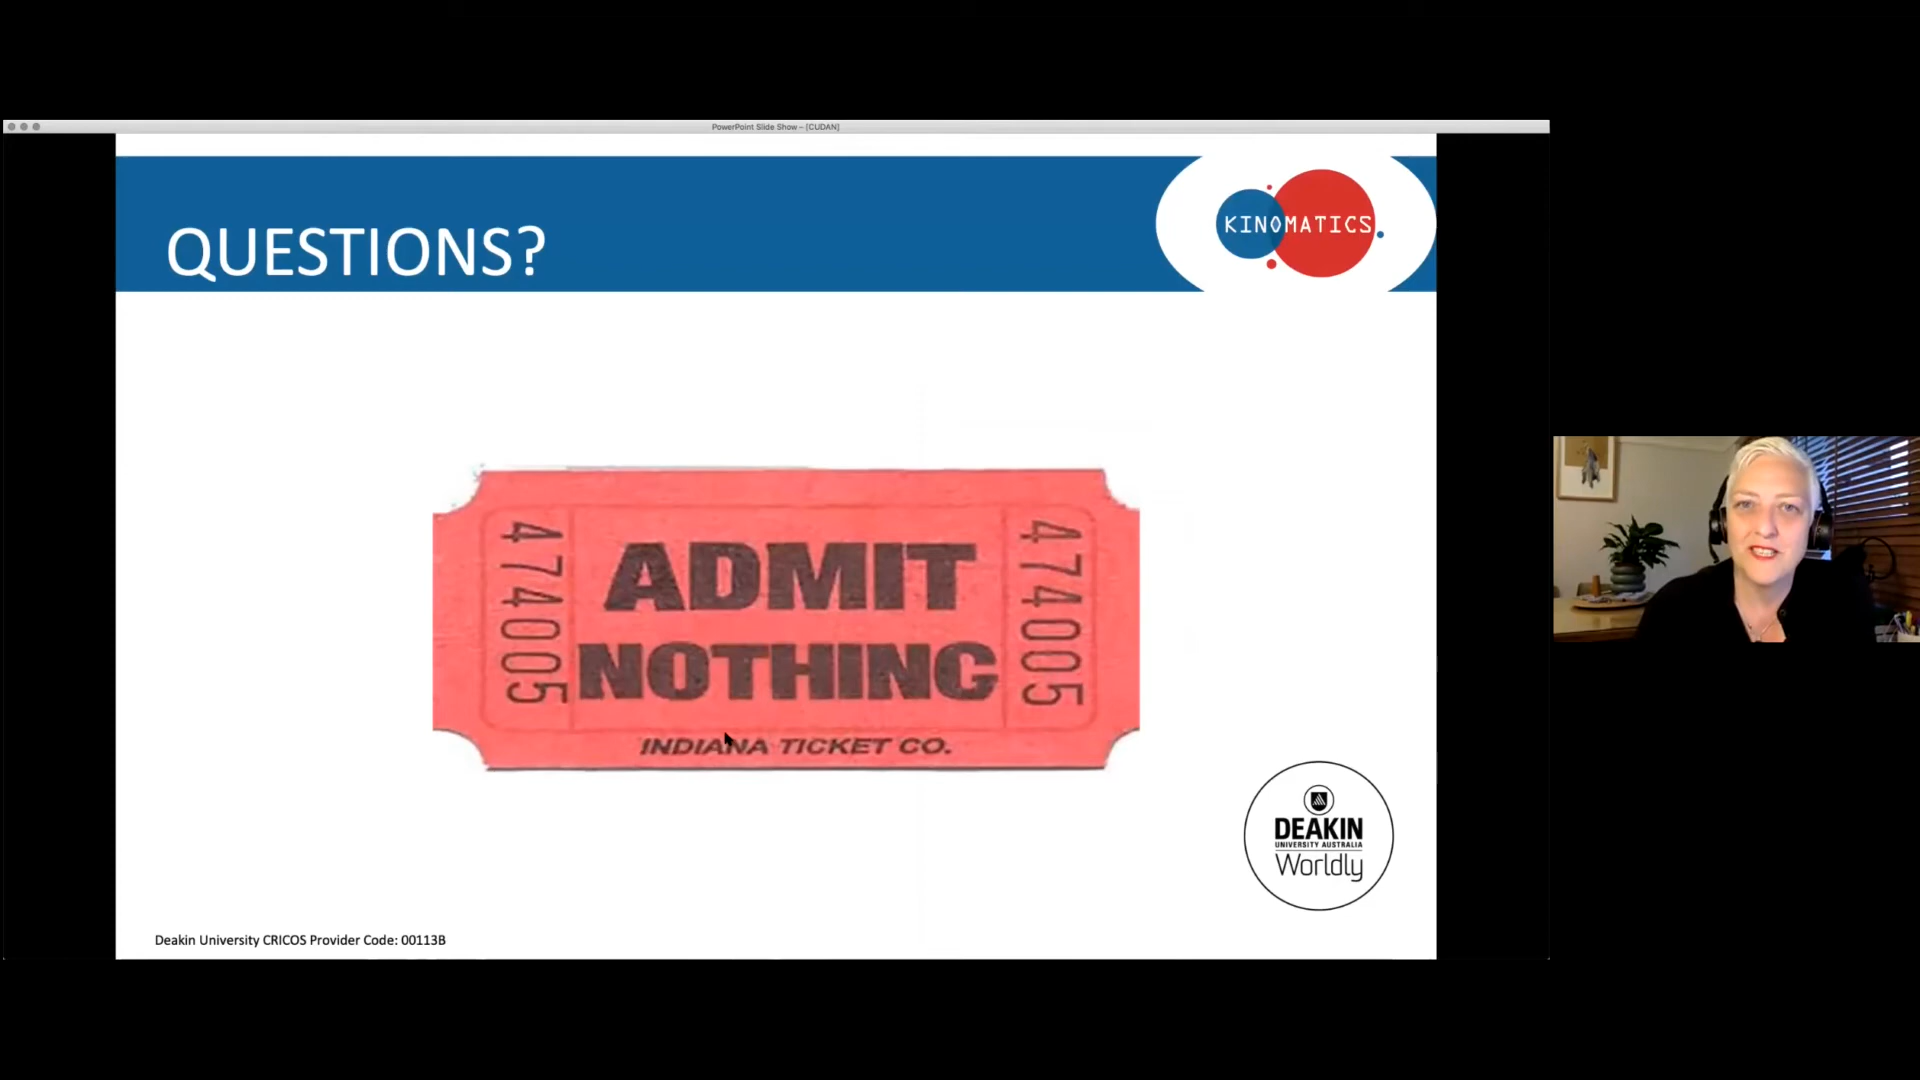 PowerPoint Slide Show – [CUDAN]
QUESTIONS?
KINOMATICS
474005
ADMIT
NOTHING
474005
INDIANA TICKET CO.
DEAKIN
UNIVERSITY AUSTRALIA
Worldly
Deakin University CRICOS Provider Code: 00113B